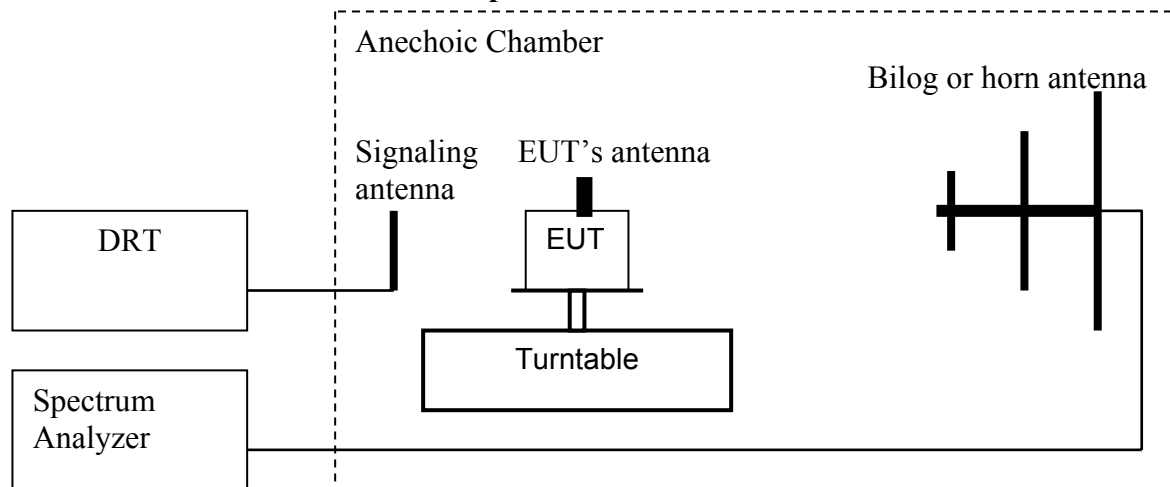 Anechoic Chamber
Bilog or horn antenna
Signaling
antenna
EUT’s antenna
DRT
EUT
Turntable
Spectrum
Analyzer